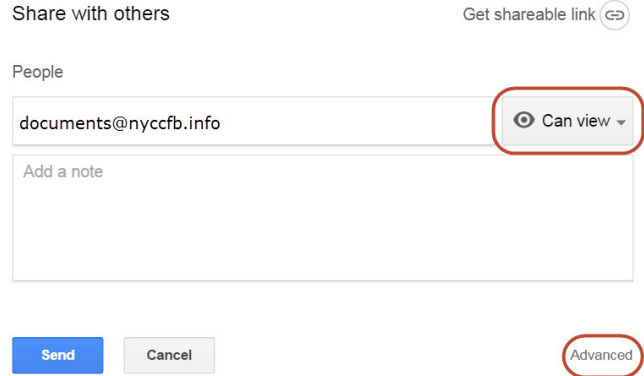 Share with others
Get shareable link
People
documents@nyccfb.info
Can view
Add a note
Send
Cancel
Advanced